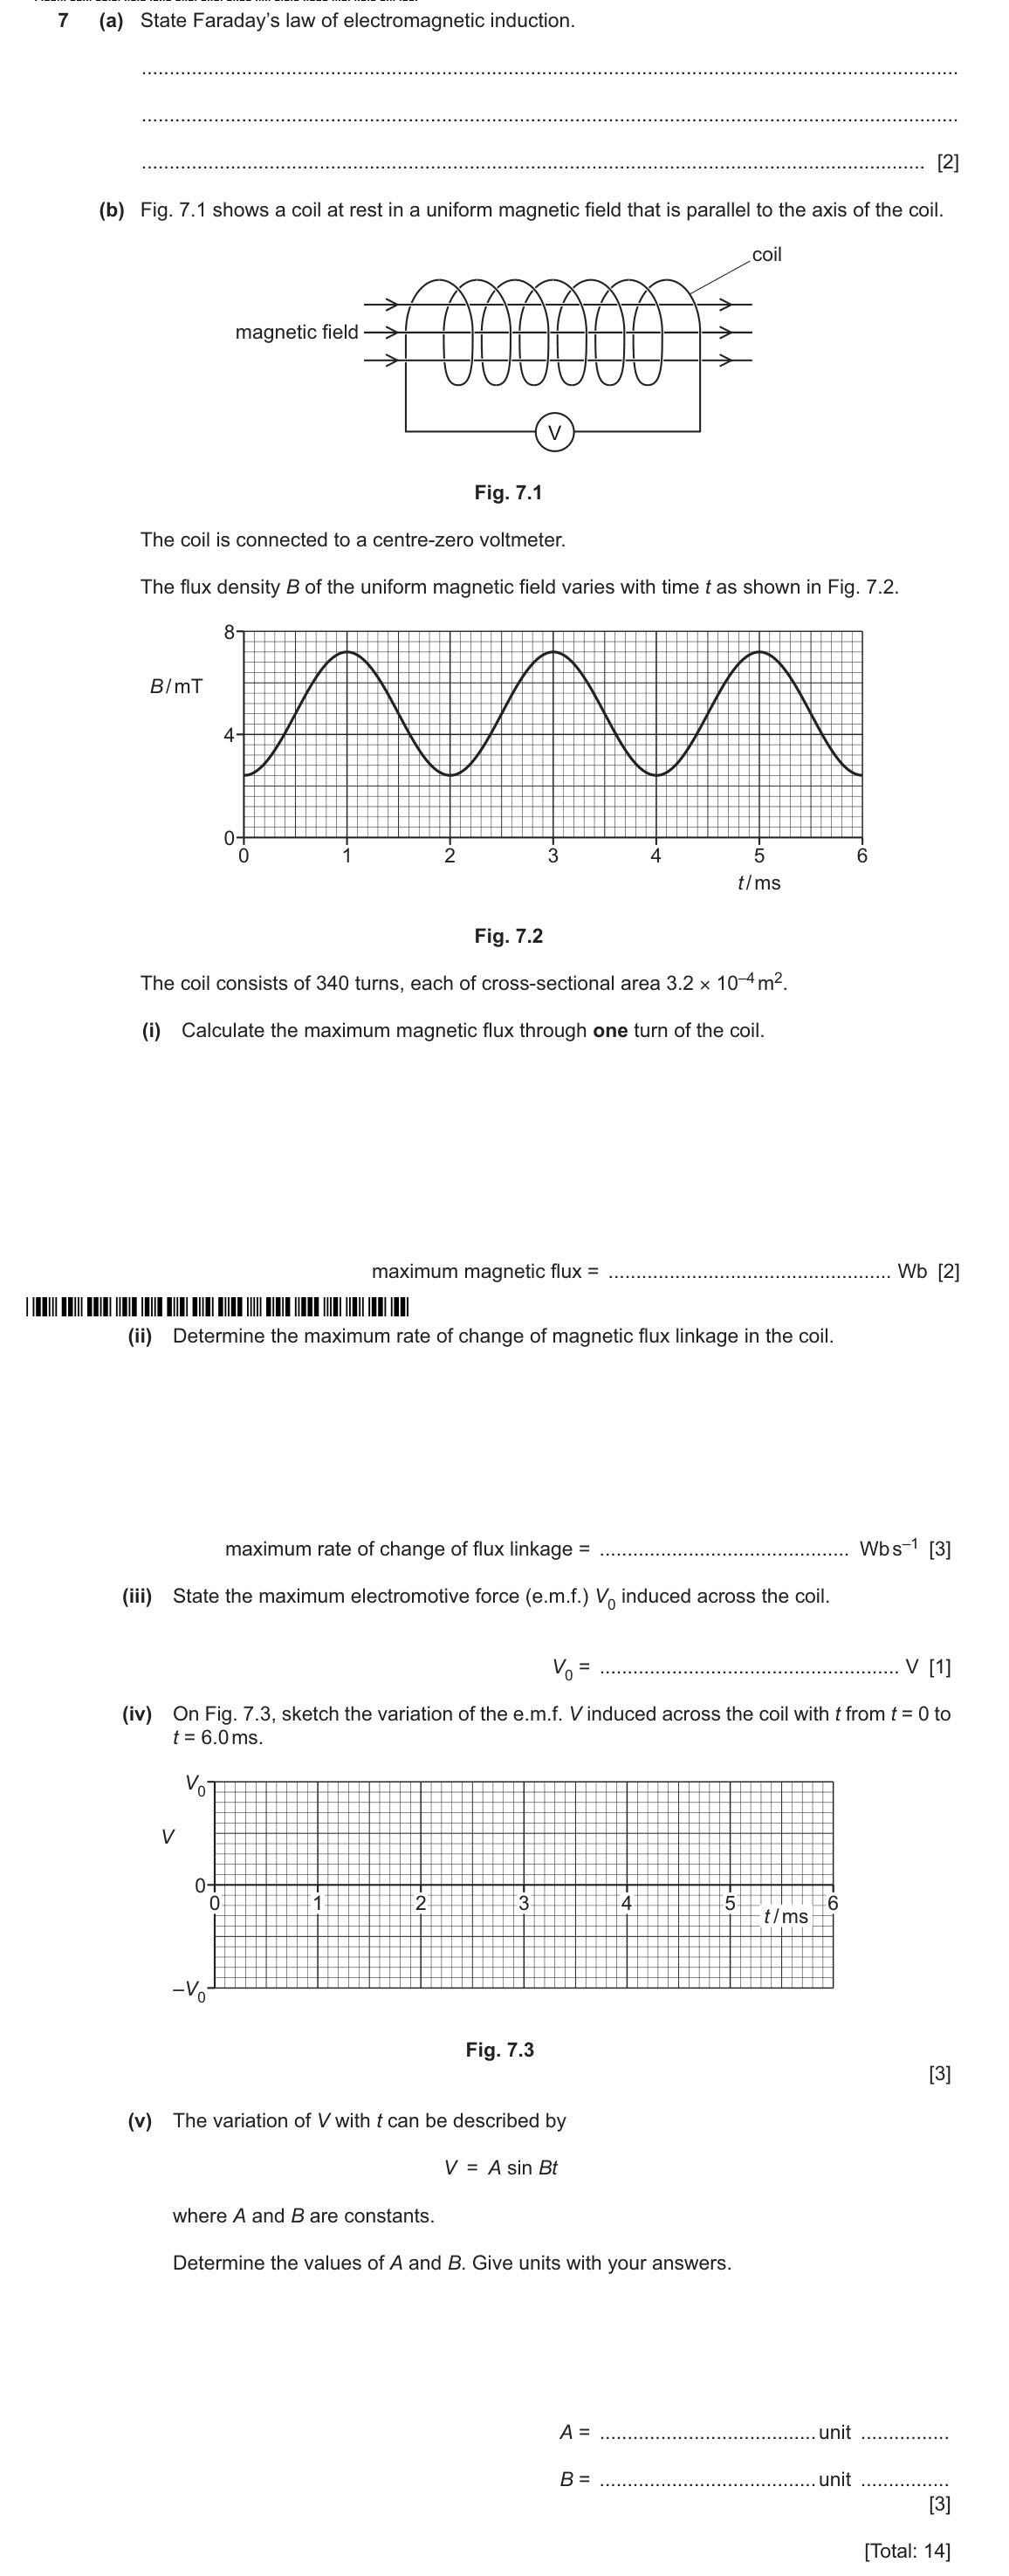 7 (a) State Faraday's law of electromagnetic induction.
..........................................................................................................................................
..........................................................................................................................................
..................................................................................................................................... [2]
(b) Fig. 7.1 shows a coil at rest in a uniform magnetic field that is parallel to the axis of the coil.
coil
magnetic field
V
Fig. 7.1
The coil is connected to a centre-zero voltmeter.
The flux density B of the uniform magnetic field varies with time t as shown in Fig. 7.2.
8
B/mT
4
0
0 1 2 3 4 5 6
t/ms
Fig. 7.2
The coil consists of 340 turns, each of cross-sectional area 3.2 × 10⁻⁴ m².
(i) Calculate the maximum magnetic flux through one turn of the coil.
maximum magnetic flux = .................................................. Wb [2]
(ii) Determine the maximum rate of change of magnetic flux linkage in the coil.
maximum rate of change of flux linkage = ............................................ Wb s⁻¹ [3]
(iii) State the maximum electromotive force (e.m.f.) V₀ induced across the coil.
V₀ = ..................................................... V [1]
(iv) On Fig. 7.3, sketch the variation of the e.m.f. V induced across the coil with t from t = 0 to
t = 6.0 ms.
V₀
V
0
0 1 2 3 4 5 6
t/ms
–V₀
Fig. 7.3
[3]
(v) The variation of V with t can be described by
V = A sin Bt
where A and B are constants.
Determine the values of A and B. Give units with your answers.
A = ....................................... unit ................
B = ....................................... unit ................
[3]
[Total: 14]